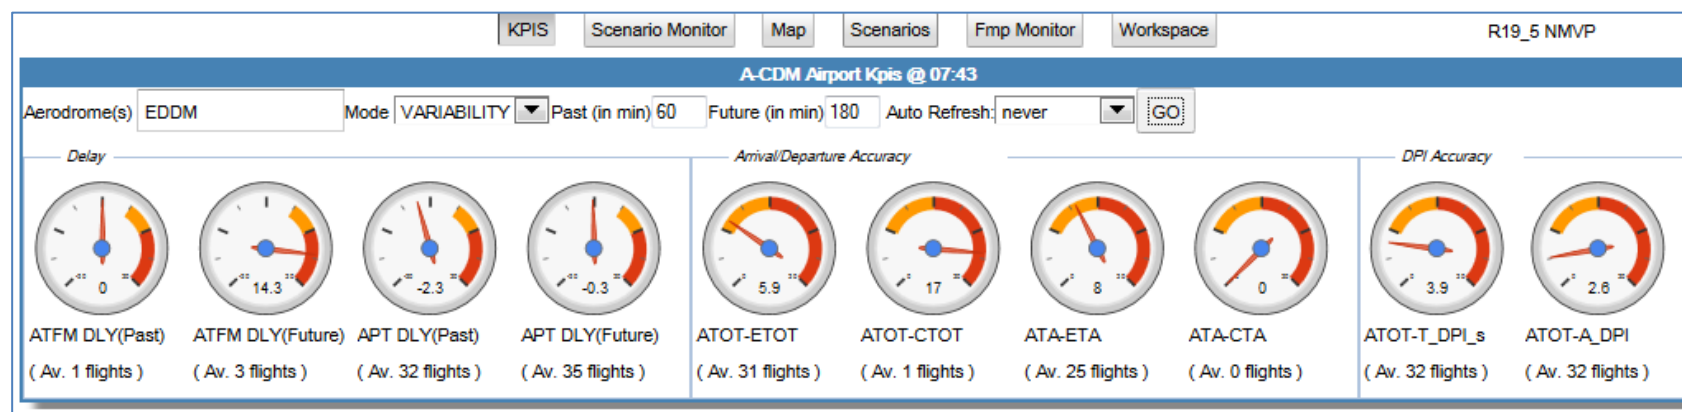 KPIS Scenario Monitor Map Scenarios Fmp Monitor Workspace R19_5 NMVP
A-CDM Airport Kpis @ 07:43
Aerodrome(s) EDDM Mode VARIABILITY Past (in min) 60 Future (in min) 180 Auto Refresh: never GO
Delay Arrival/Departure Accuracy DPI Accuracy
0 14.3 -2.3 -0.3 5.9 17 8 0 3.9 2.6
ATFM DLY(Past) ATFM DLY(Future) APT DLY(Past) APT DLY(Future) ATOT-ETOT ATOT-CTOT ATA-ETA ATA-CTA ATOT-T_DPI_s ATOT-A_DPI
( Av. 1 flights ) ( Av. 3 flights ) ( Av. 32 flights ) ( Av. 35 flights ) ( Av. 31 flights ) ( Av. 1 flights ) ( Av. 25 flights ) ( Av. 0 flights ) ( Av. 32 flights ) ( Av. 32 flights )